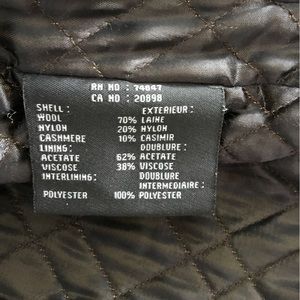 RN NO : 74847
CA NO : 20898
SHELL : EXTERIEUR :
WOOL 70% LAINE
NYLON 20% NYLON
CASHMERE 10% CASIMIR
LINING : DOUBLURE :
ACETATE 62% ACETATE
VISCOSE 38% VISCOSE
INTERLINING : DOUBLURE
INTERMEDIAIRE :
POLYESTER 100% POLYESTER